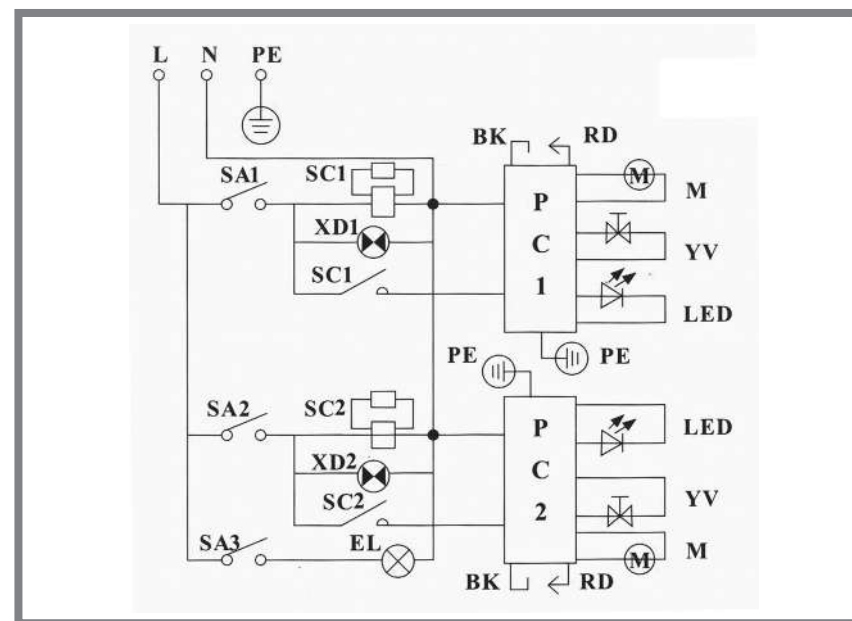 L N PE
BK RD
SA1 SC1
M M
P
XD1
C
YV
SC1
1
LED
PE PE
SA2 SC2
P
LED
XD2
C
SC2
YV
2
SA3 EL
M M
BK RD